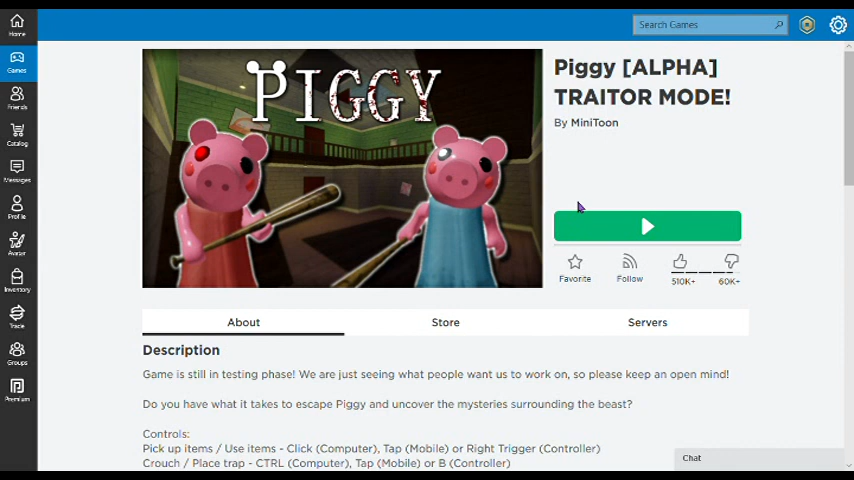 Search Games
Home
Games
Friends
Catalog
Messages
Profile
Avatar
Inventory
Trade
Groups
Premium
PIGGY
Piggy [ALPHA]
TRAITOR MODE!
By MiniToon
Favorite
Follow
510K+
60K+
About
Store
Servers
Description
Game is still in testing phase! We are just seeing what people want us to work on, so please keep an open mind!
Do you have what it takes to escape Piggy and uncover the mysteries surrounding the beast?
Controls:
Pick up items / Use items - Click (Computer), Tap (Mobile) or Right Trigger (Controller)
Crouch / Place trap - CTRL (Computer), Tap (Mobile) or B (Controller)
Chat